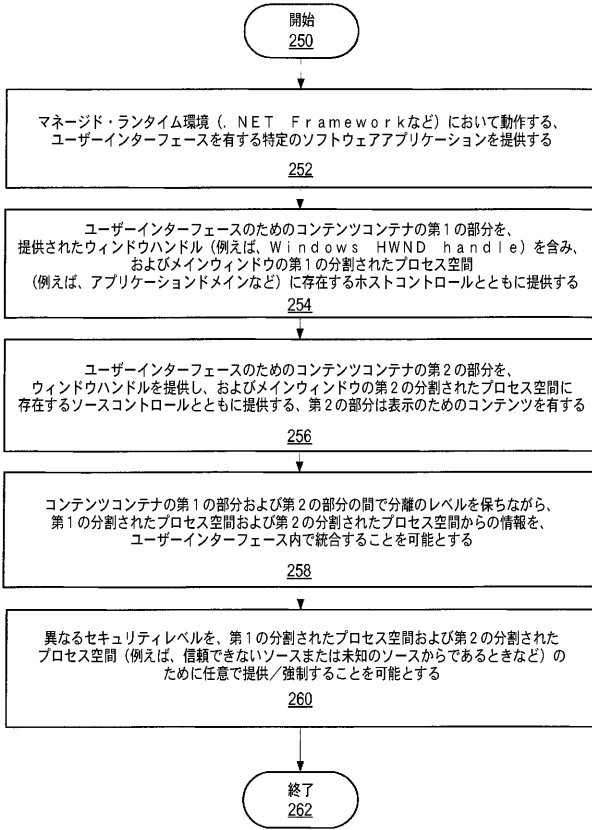 開始
250
マネージド・ランタイム環境（．ＮＥＴ　Ｆｒａｍｅｗｏｒｋなど）において動作する、
ユーザーインターフェースを有する特定のソフトウェアアプリケーションを提供する
252
ユーザーインターフェースのためのコンテンツコンテナの第１の部分を、
提供されたウィンドウハンドル（例えば、Ｗｉｎｄｏｗｓ　ＨＷＮＤ　ｈａｎｄｌｅ）を含み、
およびメインウィンドウの第１の分割されたプロセス空間
（例えば、アプリケーションドメインなど）に存在するホストコントロールとともに提供する
254
ユーザーインターフェースのためのコンテンツコンテナの第２の部分を、
ウィンドウハンドルを提供し、およびメインウィンドウの第２の分割されたプロセス空間に
存在するソースコントロールとともに提供する、第２の部分は表示のためのコンテンツを有する
256
コンテンツコンテナの第１の部分および第２の部分の間で分離のレベルを保ちながら、
第１の分割されたプロセス空間および第２の分割されたプロセス空間からの情報を、
ユーザーインターフェース内で統合することを可能とする
258
異なるセキュリティレベルを、第１の分割されたプロセス空間および第２の分割された
プロセス空間（例えば、信頼できないソースまたは未知のソースからであるときなど）の
ために任意で提供／強制することを可能とする
260
終了
262